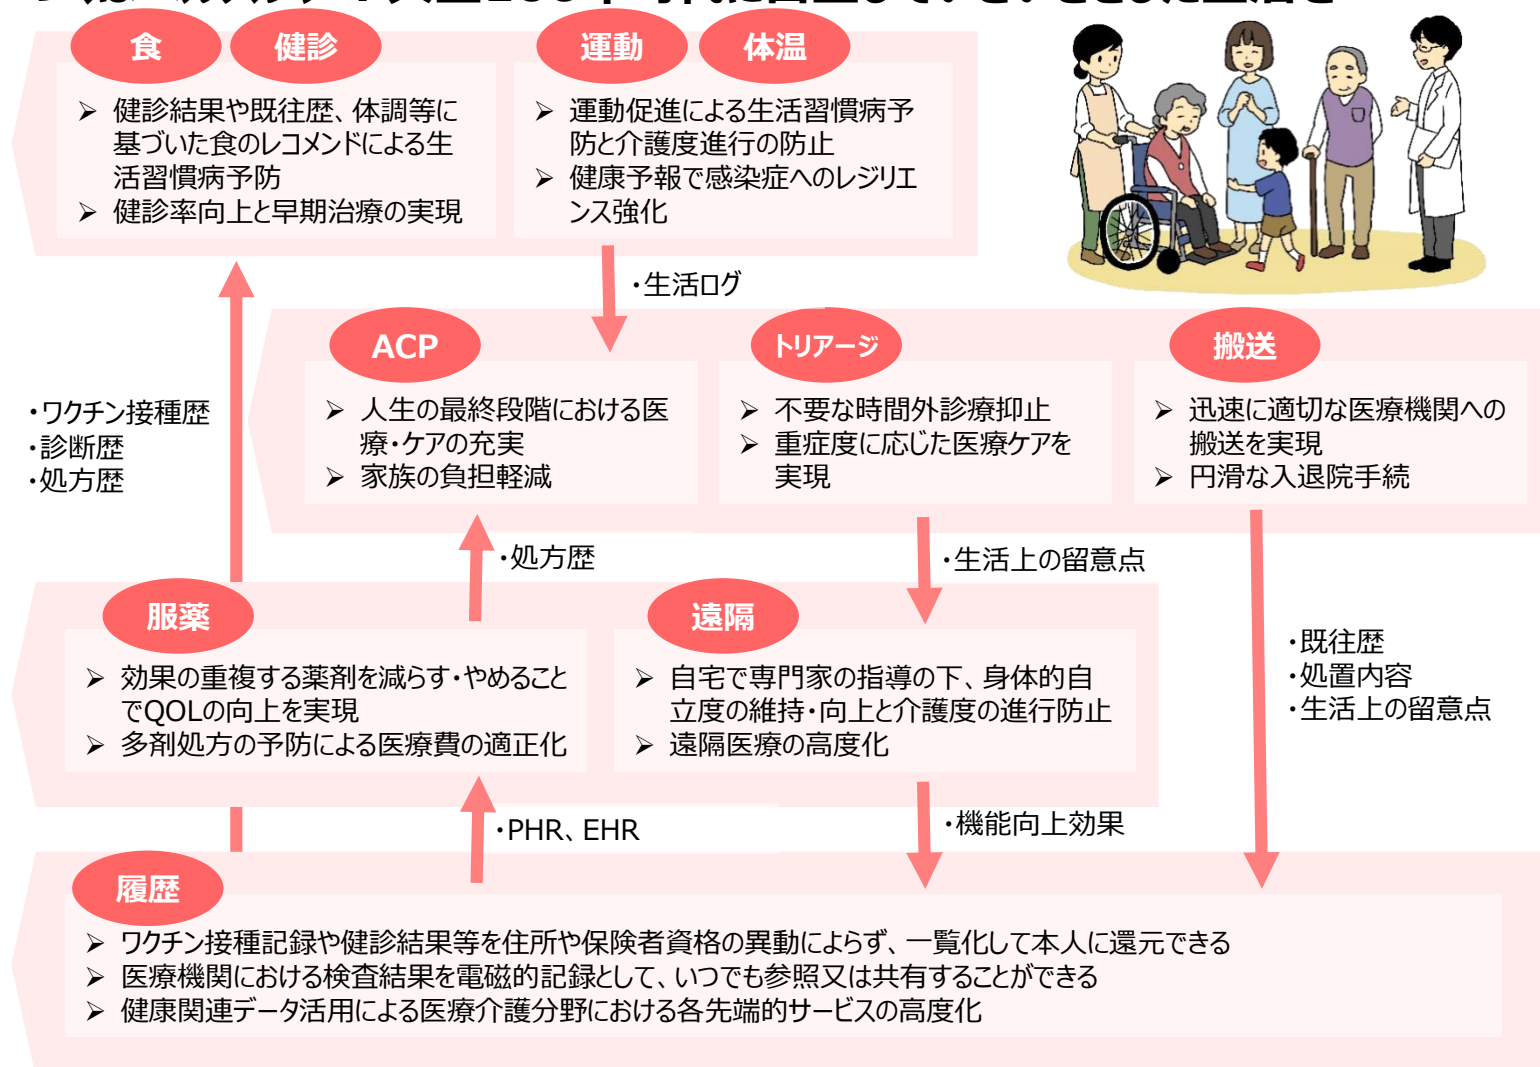 食
健診
➢ 健診結果や既往歴、体調等に
基づいた食のレコメンドによる生
活習慣病予防
➢ 健診率向上と早期治療の実現
運動
体温
➢ 運動促進による生活習慣病予
防と介護度進行の防止
➢ 健康予報で感染症へのレジリエ
ンス強化
・生活ログ
・ワクチン接種歴
・診断歴
・処方歴
ACP
➢ 人生の最終段階における医
療・ケアの充実
➢ 家族の負担軽減
トリアージ
➢ 不要な時間外診療抑止
➢ 重症度に応じた医療ケアを
実現
搬送
➢ 迅速に適切な医療機関への
搬送を実現
➢ 円滑な入退院手続
・処方歴
・生活上の留意点
服薬
➢ 効果の重複する薬剤を減らす・やめること
でQOLの向上を実現
➢ 多剤処方の予防による医療費の適正化
遠隔
➢ 自宅で専門家の指導の下、身体的自
立度の維持・向上と介護度の進行防止
➢ 遠隔医療の高度化
・既往歴
・処置内容
・生活上の留意点
・PHR、EHR
・機能向上効果
履歴
➢ ワクチン接種記録や健診結果等を住所や保険者資格の異動によらず、一覧化して本人に還元できる
➢ 医療機関における検査結果を電磁的記録として、いつでも参照又は共有することができる
➢ 健康関連データ活用による医療介護分野における各先端的サービスの高度化